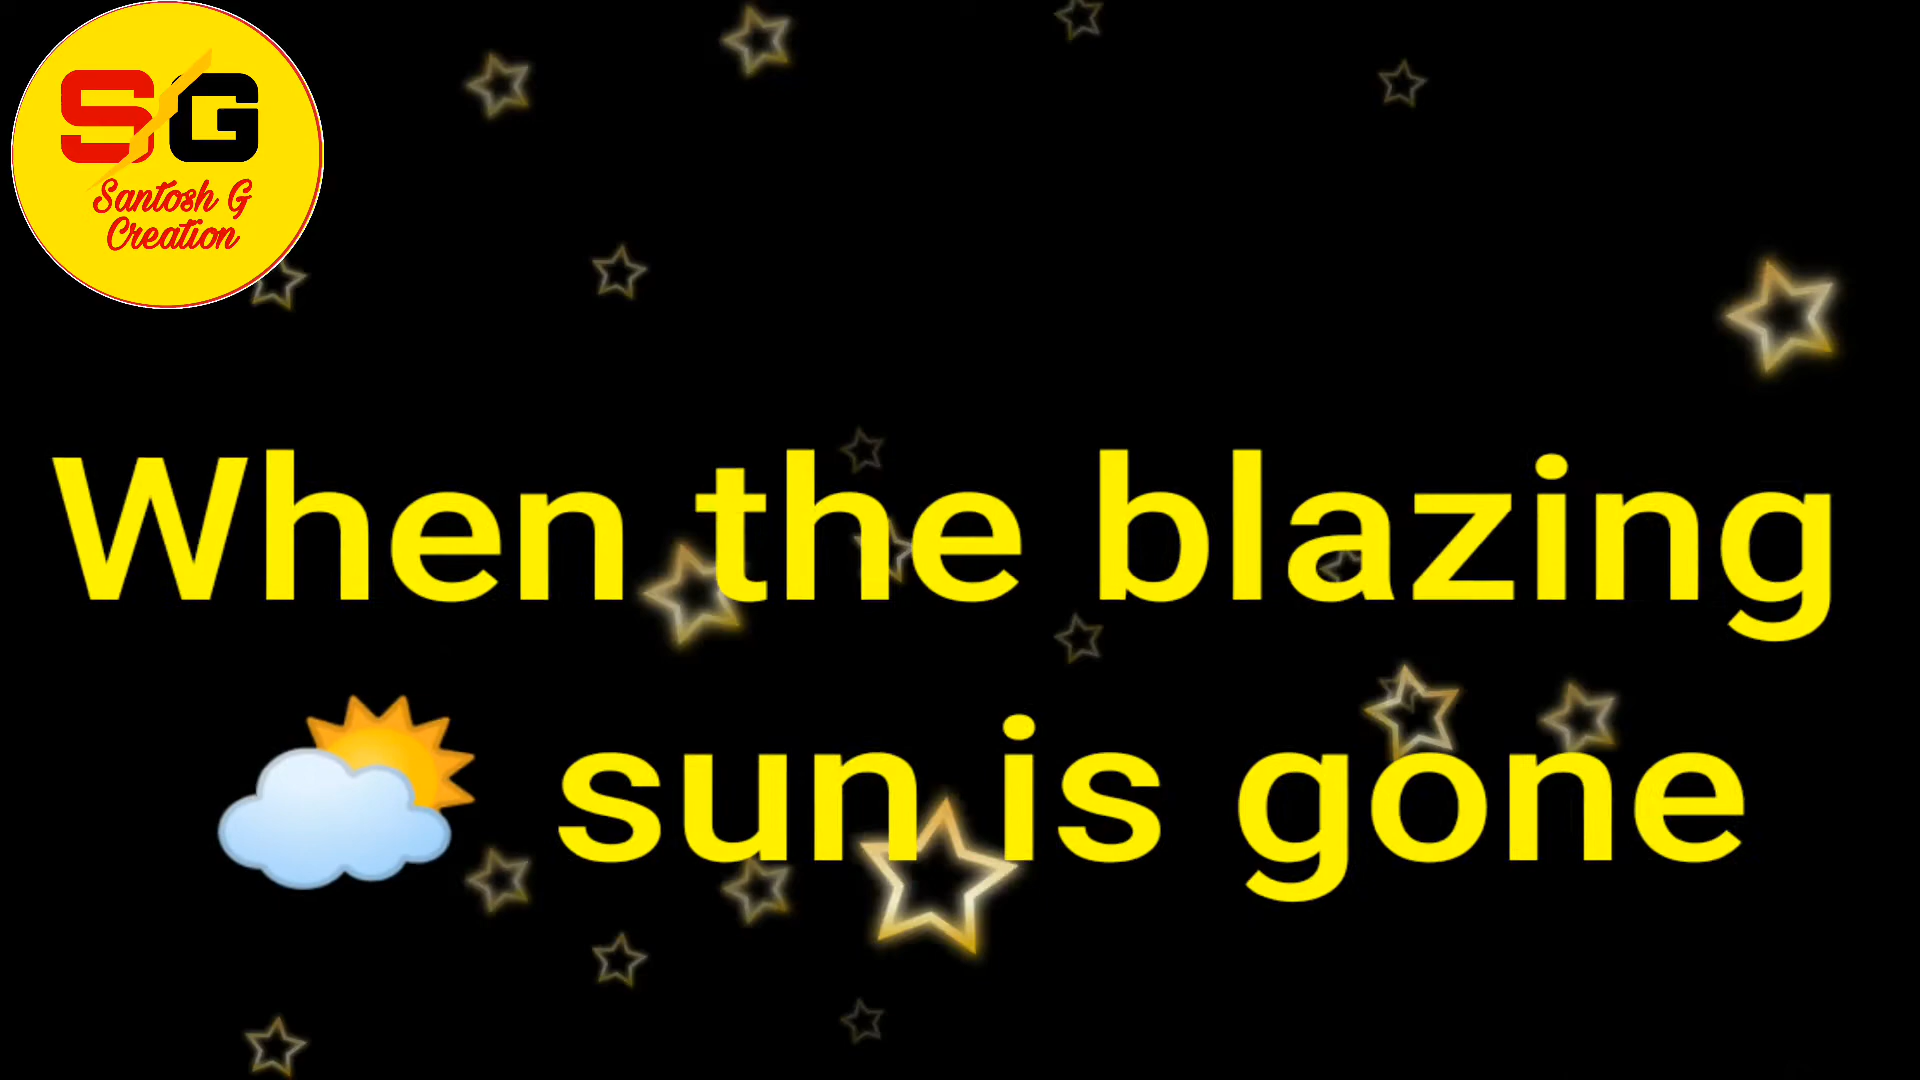 SG
Santosh G
Creation
When the blazing
sun is gone